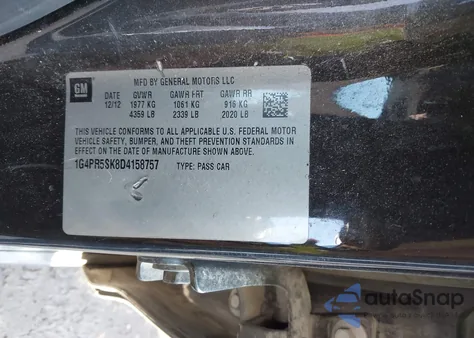 GM
MFD BY GENERAL MOTORS LLC
DATE GVWR GAWR FRT GAWR RR
12/12 1977 KG 1061 KG 916 KG
4359 LB 2339 LB 2020 LB
THIS VEHICLE CONFORMS TO ALL APPLICABLE U.S. FEDERAL MOTOR
VEHICLE SAFETY, BUMPER, AND THEFT PREVENTION STANDARDS IN
EFFECT ON THE DATE OF MANUFACTURE SHOWN ABOVE.
1G4PR5SK8D4158757 TYPE: PASS CAR
autoSnap